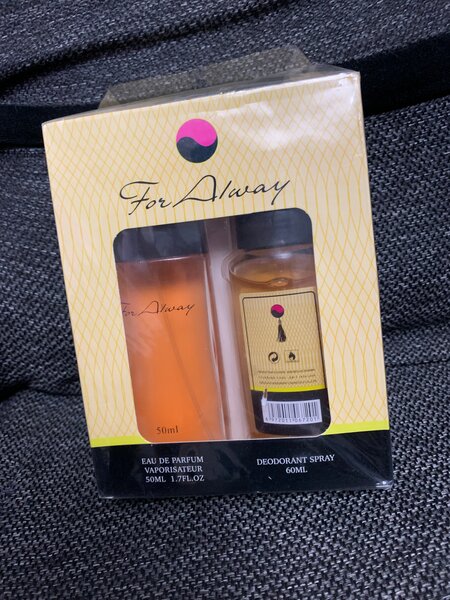 For Alway
For Alway
50ml
EAU DE PARFUM
VAPORISATEUR
50ML 1.7FL.OZ
DEODORANT SPRAY
60ML